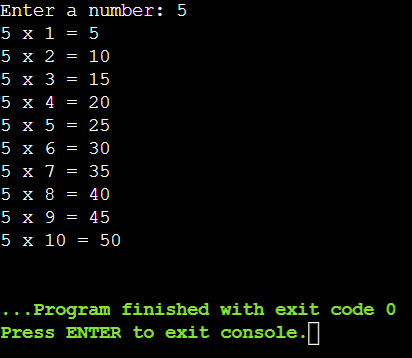 Enter a number: 5
5 x 1 = 5
5 x 2 = 10
5 x 3 = 15
5 x 4 = 20
5 x 5 = 25
5 x 6 = 30
5 x 7 = 35
5 x 8 = 40
5 x 9 = 45
5 x 10 = 50
...Program finished with exit code 0
Press ENTER to exit console.